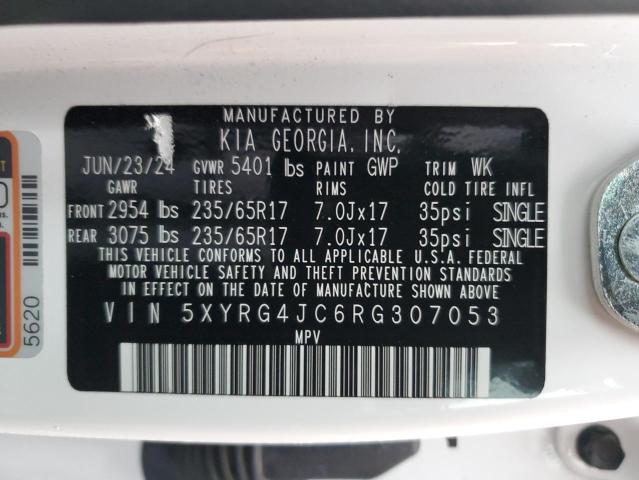 MANUFACTURED BY
KIA GEORGIA, INC.
JUN/23/24 GVWR 5401 lbs PAINT GWP TRIM WK
GAWR TIRES RIMS COLD TIRE INFL
FRONT 2954 lbs 235/65R17 7.0Jx17 35psi SINGLE
REAR 3075 lbs 235/65R17 7.0Jx17 35psi SINGLE
THIS VEHICLE CONFORMS TO ALL APPLICABLE U.S.A. FEDERAL
MOTOR VEHICLE SAFETY AND THEFT PREVENTION STANDARDS
IN EFFECT ON THE DATE OF MANUFACTURE SHOWN ABOVE
VIN 5XYRG4JC6RG307053
MPV
5620